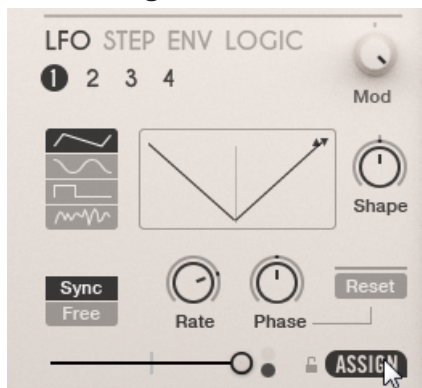 LFO STEP ENV LOGIC
1 2 3 4
Mod
Shape
Sync
Free
Rate
Phase
Reset
ASSIGN